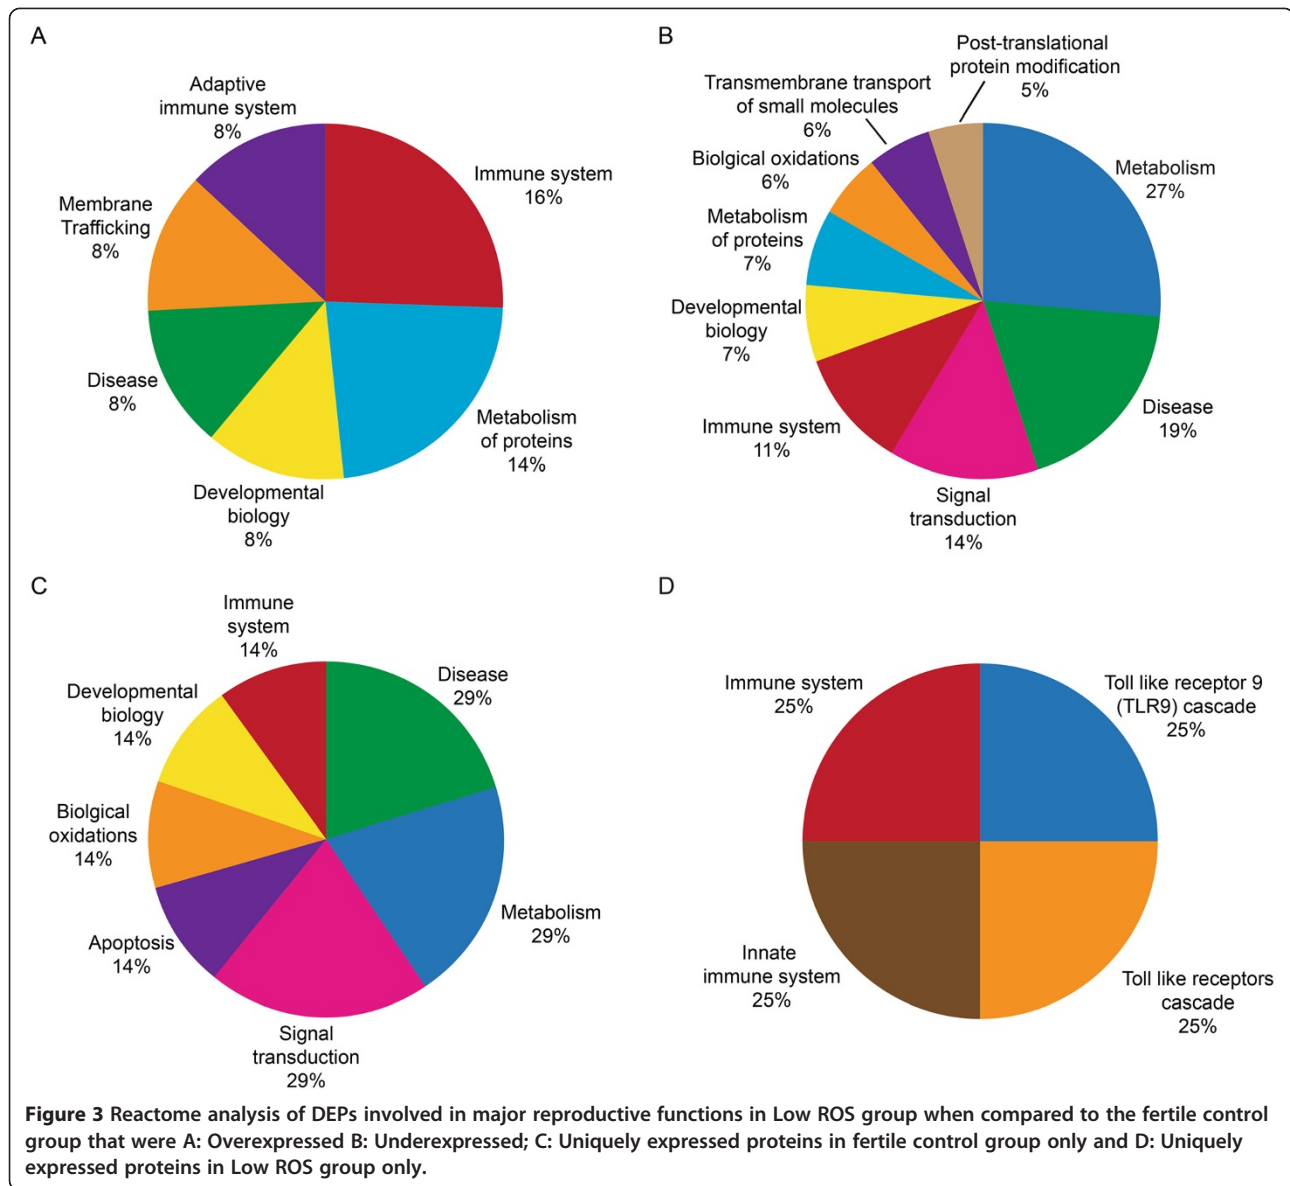 A
Adaptive
immune system
8%
Immune system
16%
Membrane
Trafficking
8%
Disease
8%
Metabolism
of proteins
14%
Developmental
biology
8%
B
Post-translational
protein modification
5%
Transmembrane transport
of small molecules
6%
Biolgical oxidations
6%
Metabolism
27%
Metabolism
of proteins
7%
Developmental
biology
7%
Disease
19%
Immune system
11%
Signal
transduction
14%
C
Immune
system
14%
Disease
29%
Developmental
biology
14%
Biolgical
oxidations
14%
Metabolism
29%
Apoptosis
14%
Signal
transduction
29%
D
Immune system
25%
Toll like receptor 9
(TLR9) cascade
25%
Innate
immune system
25%
Toll like receptors
cascade
25%
Figure 3 Reactome analysis of DEPs involved in major reproductive functions in Low ROS group when compared to the fertile control
group that were A: Overexpressed B: Underexpressed; C: Uniquely expressed proteins in fertile control group only and D: Uniquely
expressed proteins in Low ROS group only.